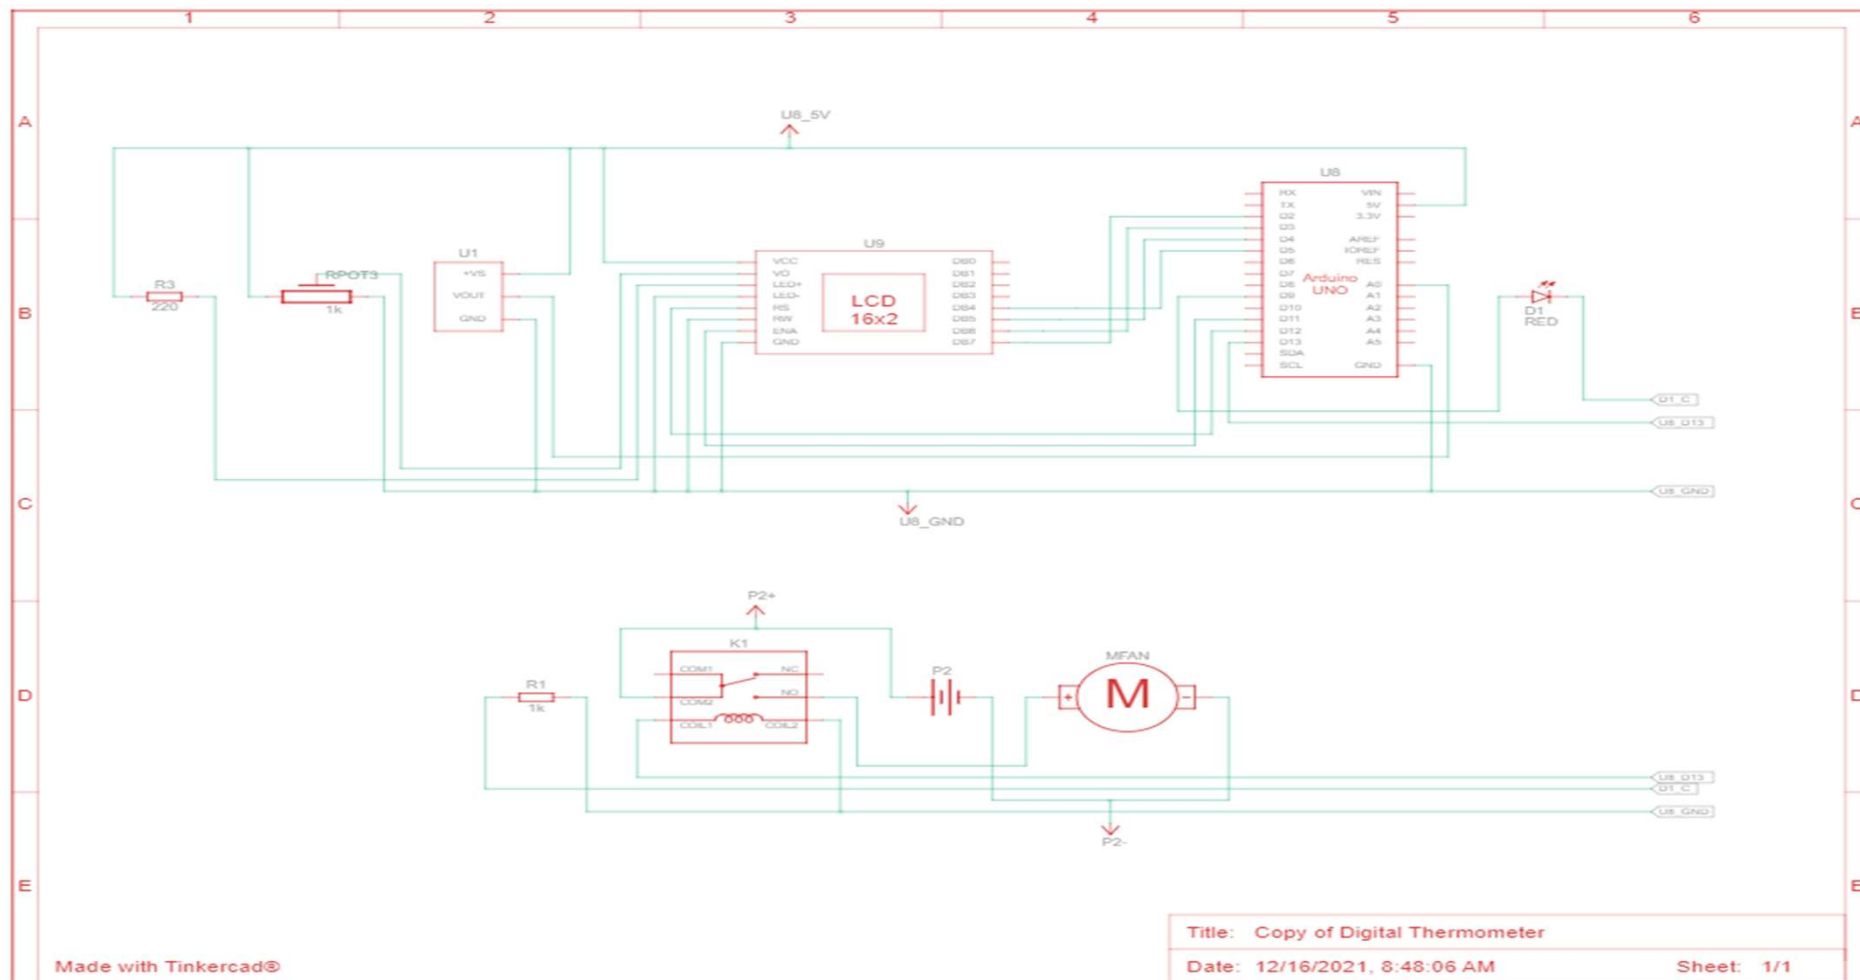 1 2 3 4 5 6
A A
U8_5V
U8
RX VIN
TX 5V
D2 3.3V
D3
D4 AREF
D5 IOREF
D6 RES
D7
D8 A0
D9 A1
D10 A2
D11 A3
D12 A4
D13 A5
SDA
SCL GND
Arduino
UNO
B B
R3
220
RPOT3
1k
U1
+VS
VOUT
GND
U9
VCC DB0
VO DB1
LED+ DB2
LED- DB3
RS DB4
RW DB5
ENA DB6
GND DB7
LCD
16x2
D1
RED
D1_C
U8_D13
C C
U8_GND
U8_GND
P2+
K1
COM1 NC
NO
COM2
COIL1 COIL2
P2
MFAN
+ M -
D D
R1
1k
U8_D13
D1_C
U8_GND
P2-
E E
Title: Copy of Digital Thermometer
Made with Tinkercad®
Date: 12/16/2021, 8:48:06 AM Sheet: 1/1